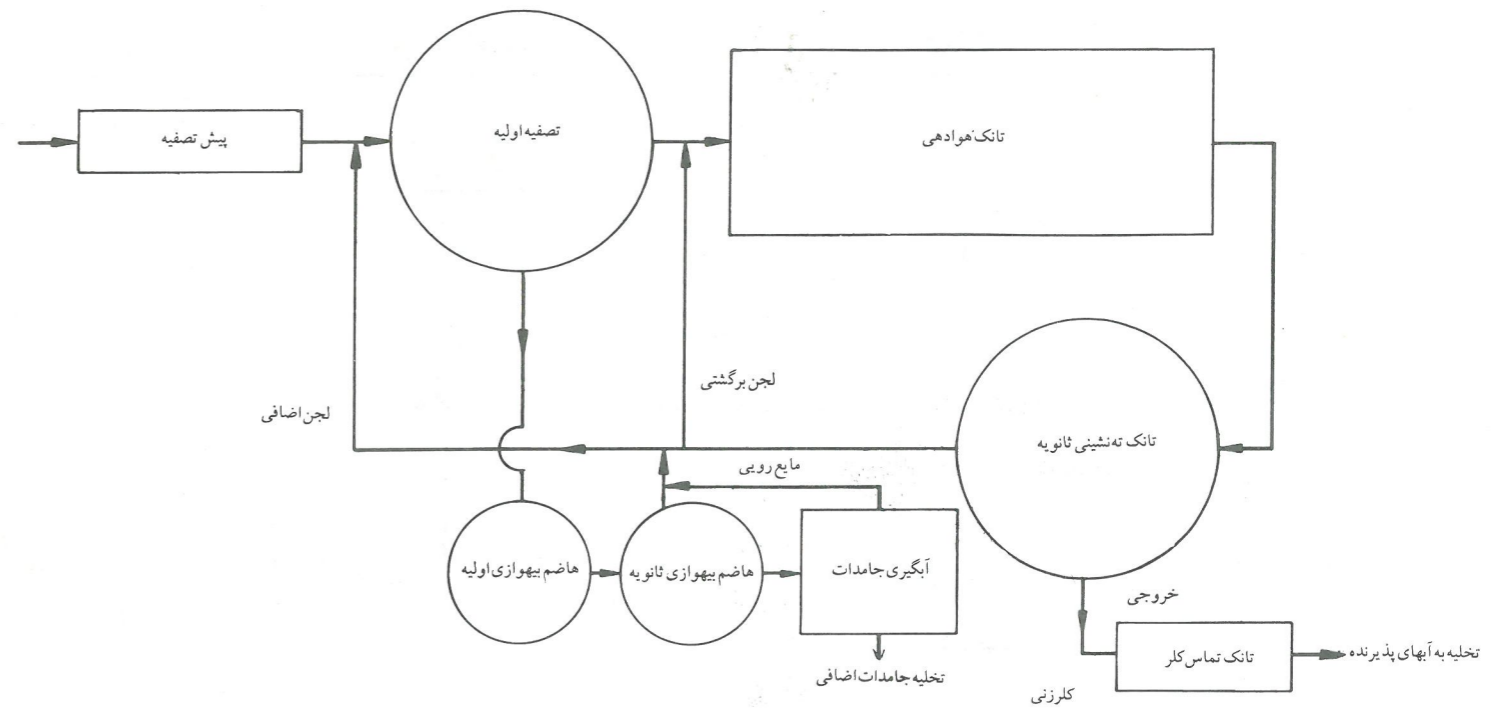 پیش تصفیه
تصفیه اولیه
تانک هوادهی
لجن برگشتی
لجن اضافی
تانک ته‌نشینی ثانویه
مایع رویی
هاضم بیهوازی اولیه
هاضم بیهوازی ثانویه
آبگیری جامدات
خروجی
تانک تماس کلر
تخلیه به آبهای پذیرنده
تخلیه جامدات اضافی
کلرزنی